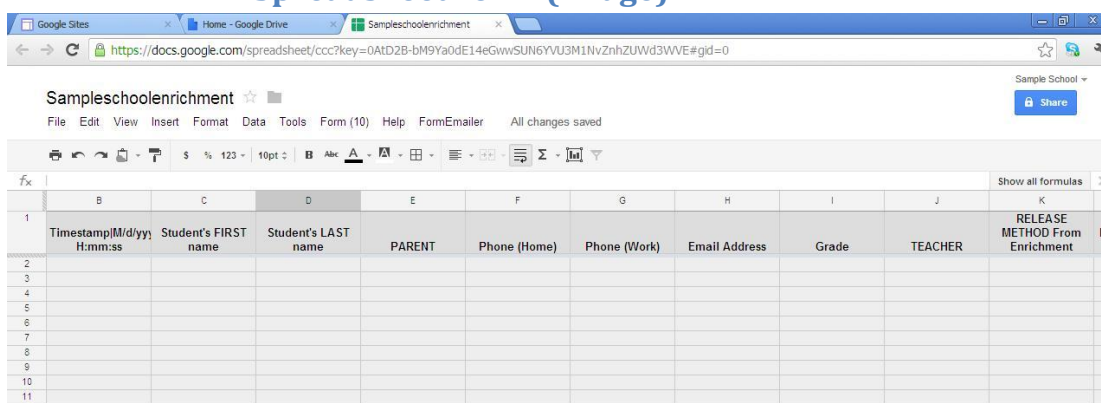 Google Sites
Home - Google Drive
Sampleschoolenrichment
https://docs.google.com/spreadsheet/ccc?key=0AtD2B-bM9Ya0dE14eGwwSUN6YVU3M1NvZnhZUWd3WVE#gid=0
Sample School
Sampleschoolenrichment
Share
File Edit View Insert Format Data Tools Form (10) Help FormEmailer All changes saved
$ % 123 10pt B Abc A A Σ
fx Show all formulas
B C D E F G H I J K
1 Timestamp|M/d/yyy H:mm:ss Student's FIRST name Student's LAST name PARENT Phone (Home) Phone (Work) Email Address Grade TEACHER RELEASE METHOD From Enrichment
2
3
4
5
6
7
8
9
10
11